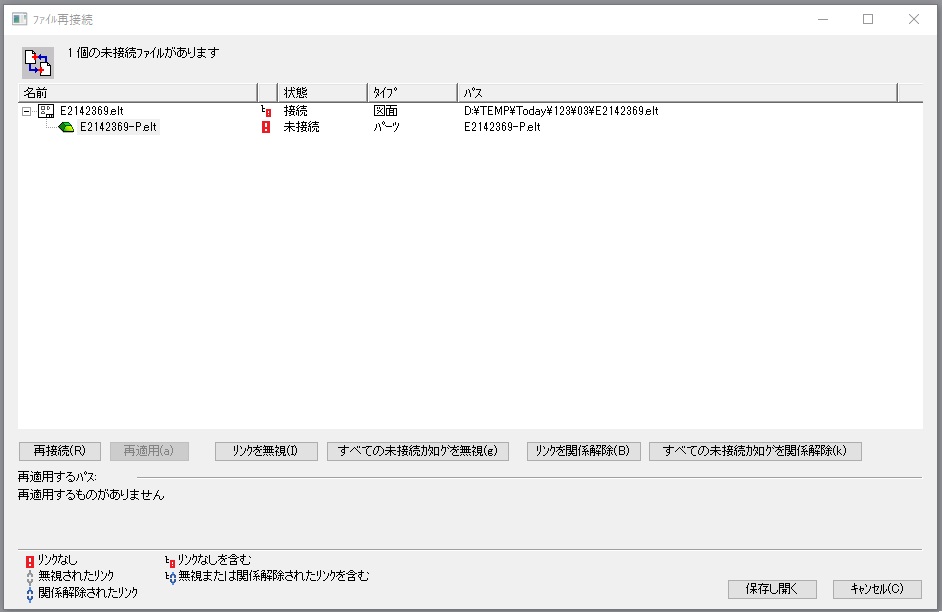 ﾌｧｲﾙ再接続
1 個の未接続ﾌｧｲﾙがあります
名前 状態 ﾀｲﾌﾟ ﾊﾟｽ
E2142369.elt 接続 図面 D:¥TEMP¥Today¥123¥03¥E2142369.elt
E2142369-P.elt 未接続 ﾊﾟｰﾂ E2142369-P.elt
再接続(R) 再適用(a) ﾘﾝｸを無視(I) すべての未接続ｶﾀﾛｸﾞを無視(g) ﾘﾝｸを関係解除(B) すべての未接続ｶﾀﾛｸﾞを関係解除(k)
再適用するﾊﾟｽ:
再適用するものがありません
ﾘﾝｸなし ﾘﾝｸなしを含む
無視されたﾘﾝｸ 無視または関係解除されたﾘﾝｸを含む
関係解除されたﾘﾝｸ
保存し開く ｷｬﾝｾﾙ(C)